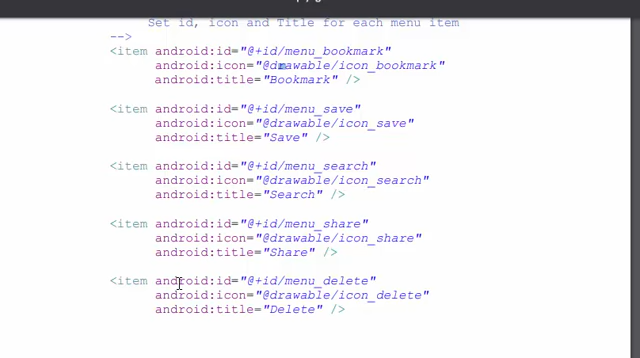 Set id, icon and Title for each menu item
-->
<item android:id="@+id/menu_bookmark"
android:icon="@drawable/icon_bookmark"
android:title="Bookmark" />
<item android:id="@+id/menu_save"
android:icon="@drawable/icon_save"
android:title="Save" />
<item android:id="@+id/menu_search"
android:icon="@drawable/icon_search"
android:title="Search" />
<item android:id="@+id/menu_share"
android:icon="@drawable/icon_share"
android:title="Share" />
<item android:id="@+id/menu_delete"
android:icon="@drawable/icon_delete"
android:title="Delete" />